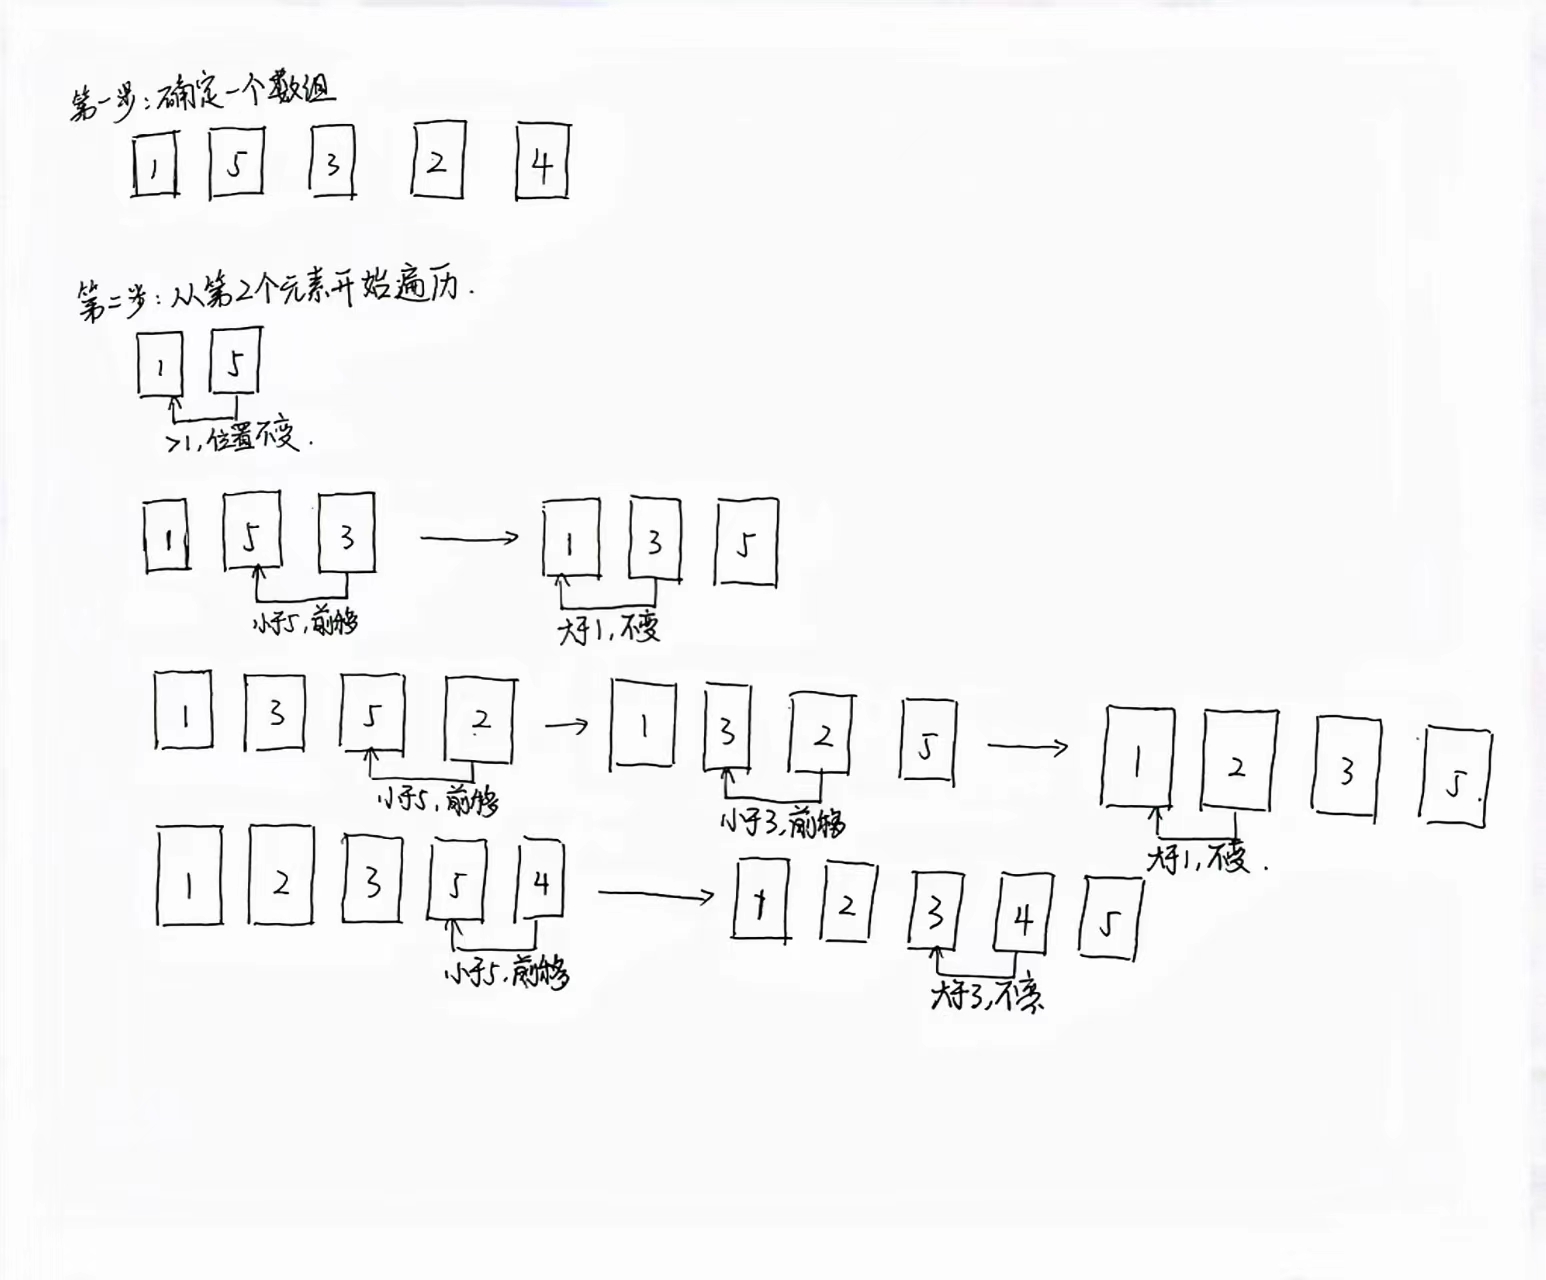 第一步:确定一个数组
1 5 3 2 4
第二步:从第2个元素开始遍历.
1 5
>1,位置不变.
1 5 3 1 3 5
小于5,前移 大于1,不变
1 3 5 2 1 3 2 5 1 2 3 5
小于5,前移 小于3,前移 大于1,不变.
1 2 3 5 4 1 2 3 4 5
小于5,前移 大于3,不变